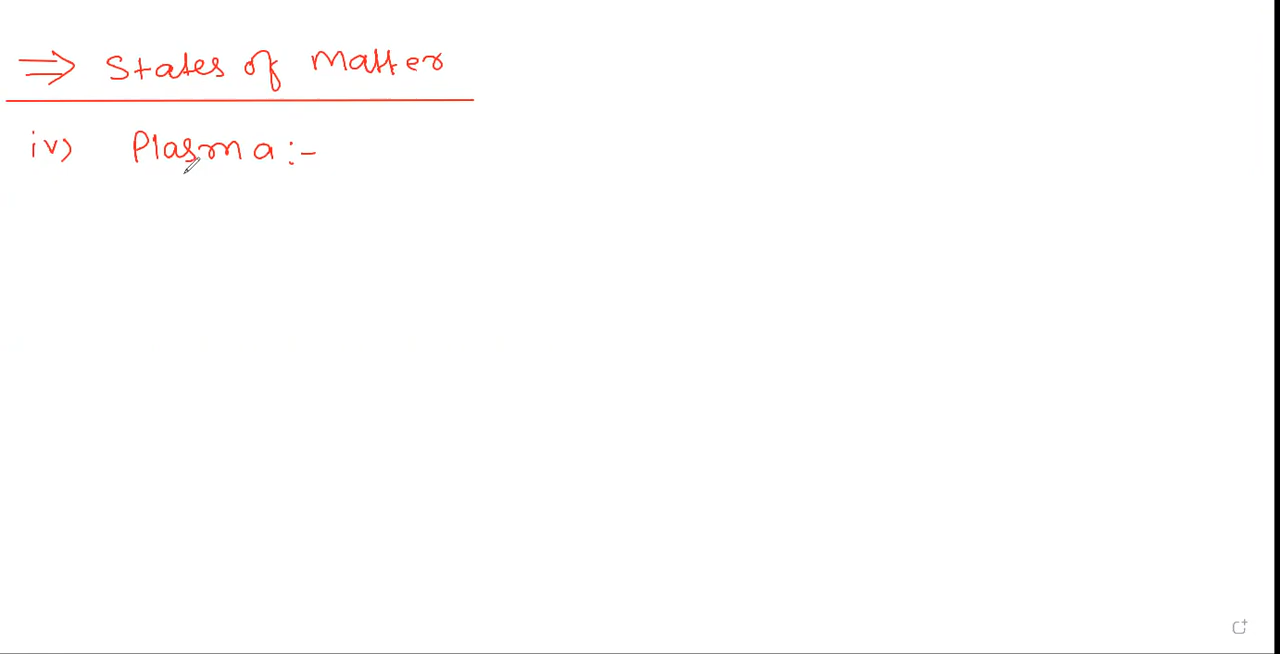 ⇒ States of Matter
iv) Plasma:-